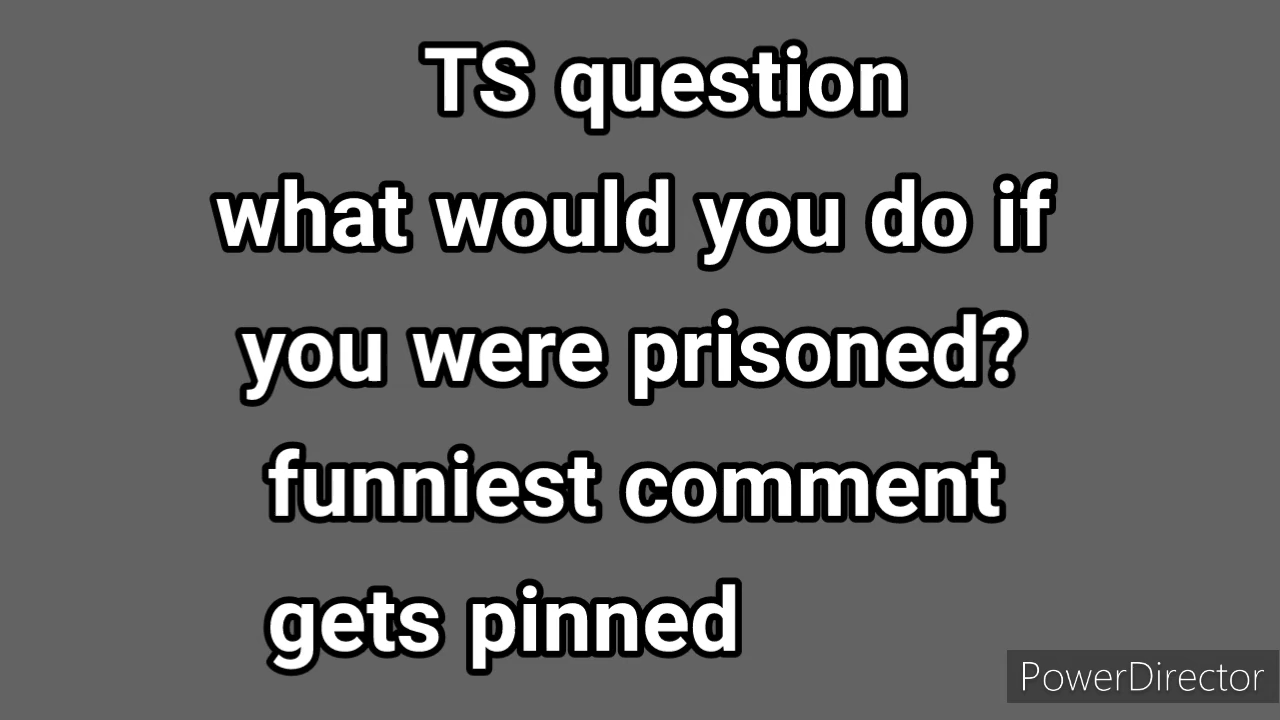 TS question
what would you do if
you were prisoned?
funniest comment
gets pinned
PowerDirector